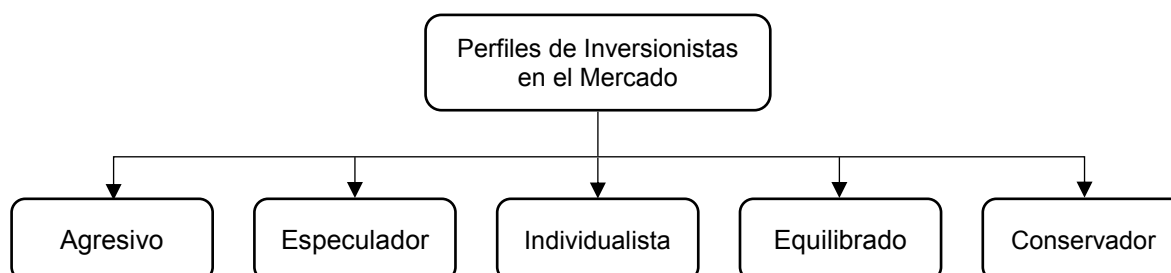 Perfiles de Inversionistas
en el Mercado
Agresivo
Especulador
Individualista
Equilibrado
Conservador